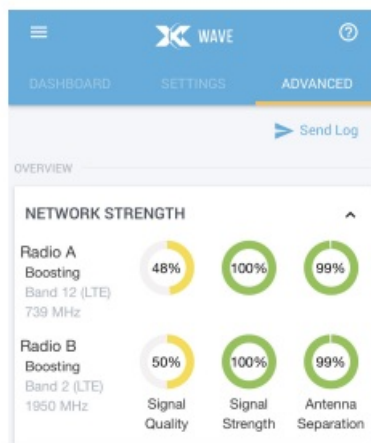 WAVE
DASHBOARD SETTINGS ADVANCED
Send Log
OVERVIEW
NETWORK STRENGTH
Radio A
Boosting
Band 12 (LTE)
739 MHz
48% 100% 99%
Radio B
Boosting
Band 2 (LTE)
1950 MHz
50% 100% 99%
Signal Quality Signal Strength Antenna Separation